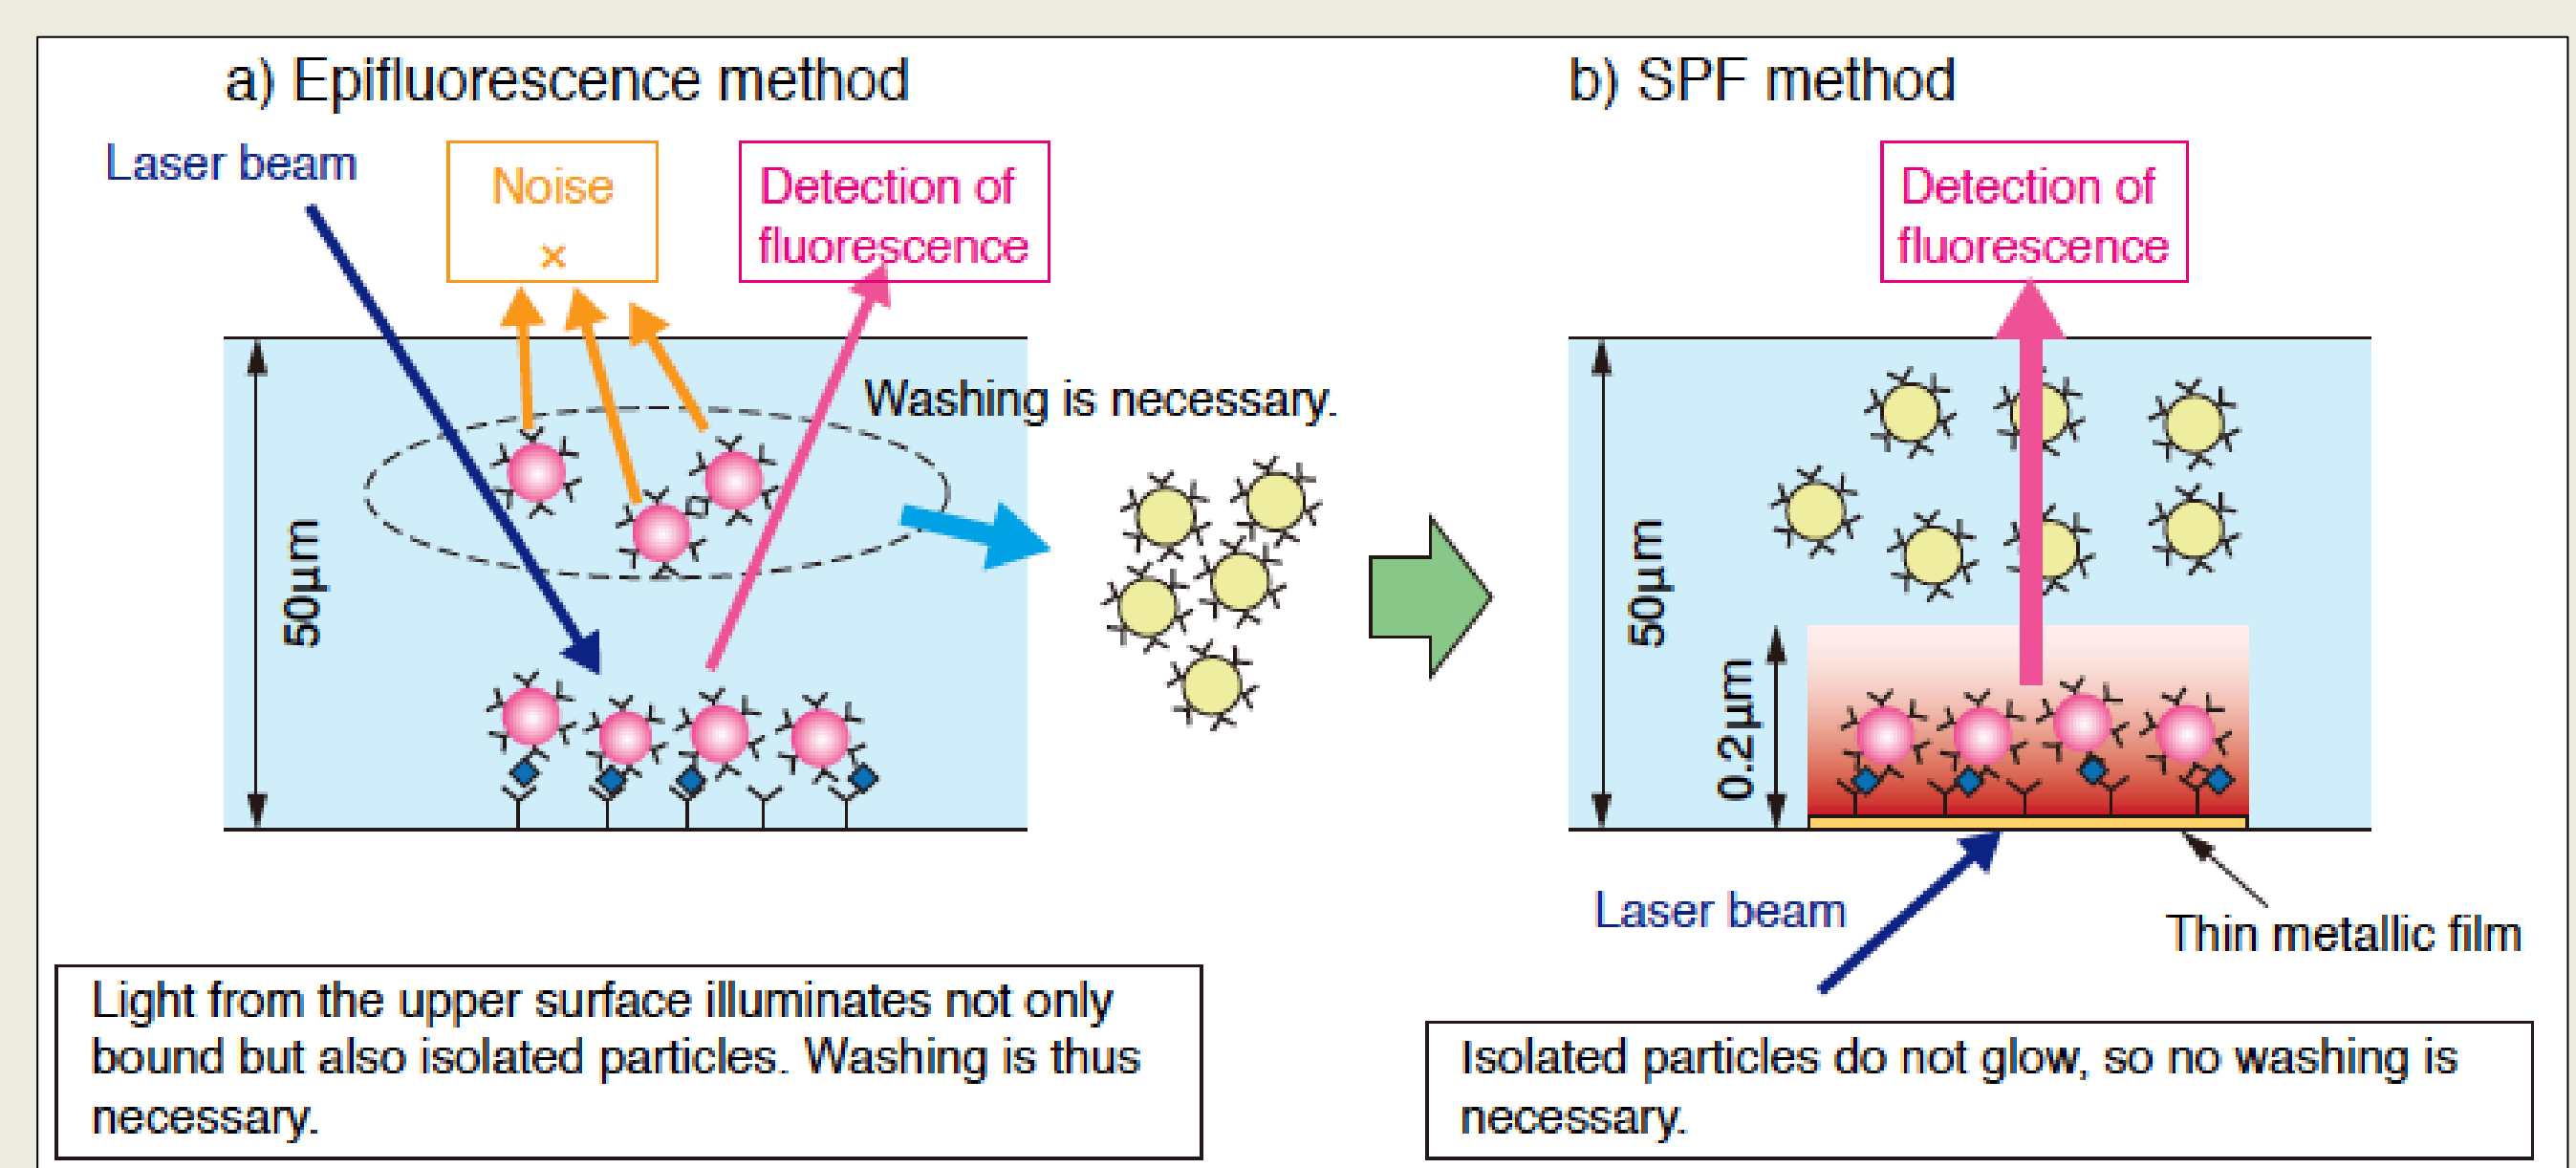 a) Epifluorescence method
Laser beam
Noise
×
Detection of
fluorescence
Washing is necessary.
50μm
Light from the upper surface illuminates not only
bound but also isolated particles. Washing is thus
necessary.
b) SPF method
Detection of
fluorescence
50μm
0.2μm
Laser beam
Thin metallic film
Isolated particles do not glow, so no washing is
necessary.